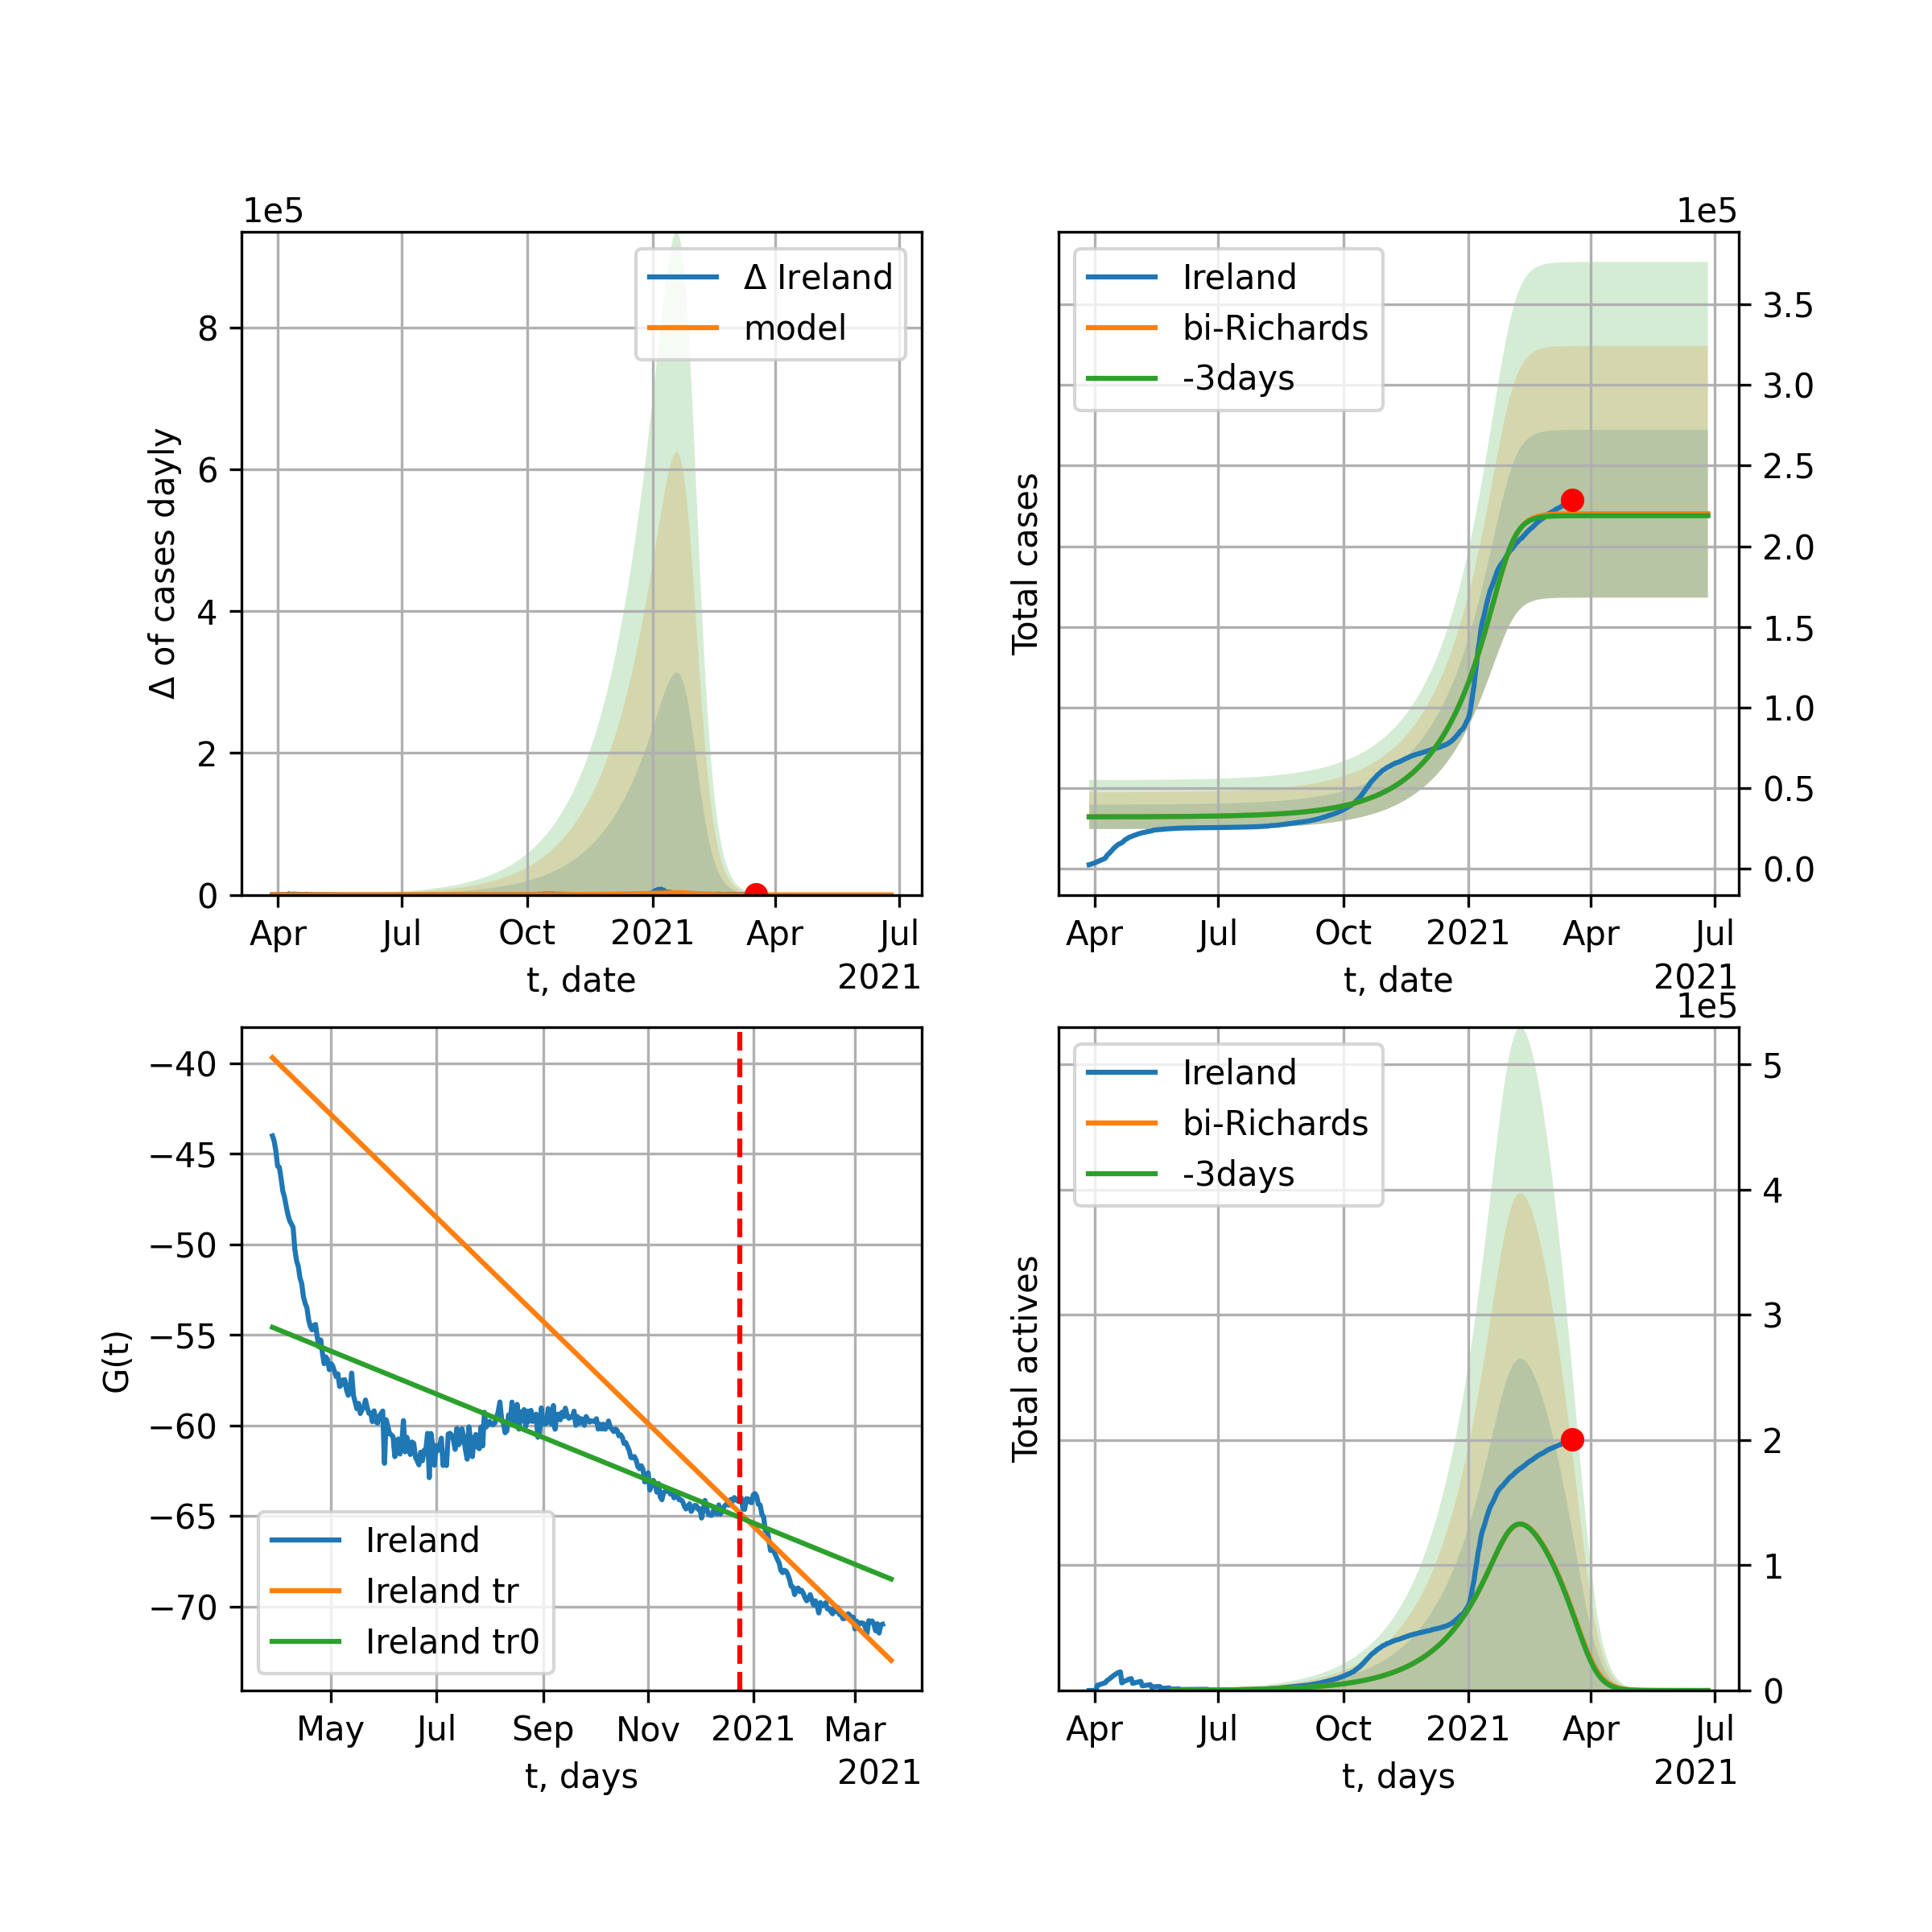 1e5
Δ of cases dayly
8
6
4
2
0
Δ Ireland
model
Apr Jul Oct 2021 Apr Jul
t, date
2021
1e5
Total cases
Ireland
bi-Richards
-3days
3.5
3.0
2.5
2.0
1.5
1.0
0.5
0.0
Apr Jul Oct 2021 Apr Jul
t, date
2021
G(t)
−40
−45
−50
−55
−60
−65
−70
Ireland
Ireland tr
Ireland tr0
May Jul Sep Nov 2021 Mar
t, days
2021
1e5
Total actives
Ireland
bi-Richards
-3days
5
4
3
2
1
0
Apr Jul Oct 2021 Apr Jul
t, days
2021